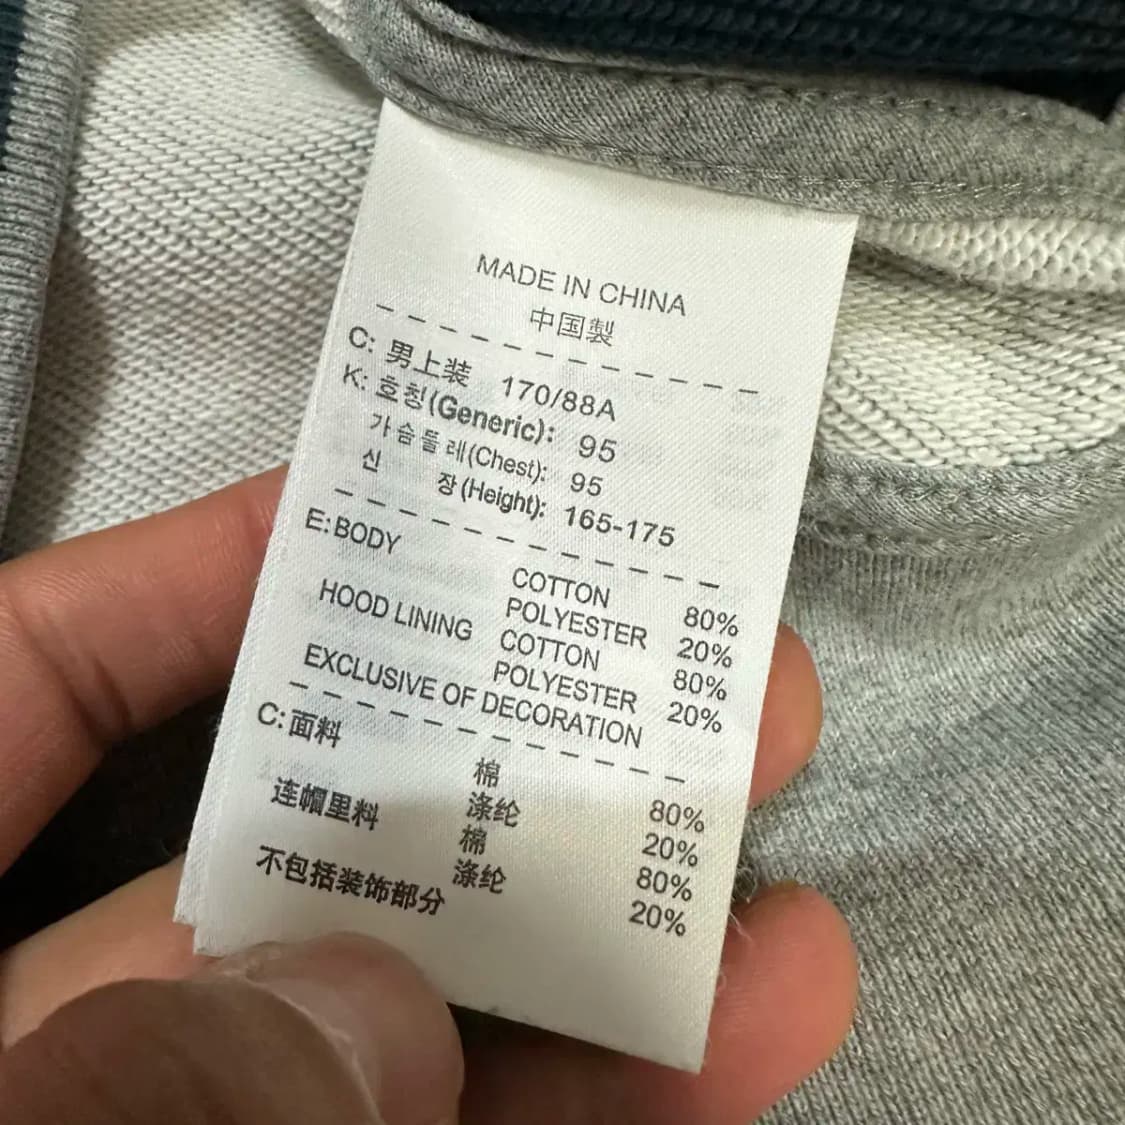 MADE IN CHINA
中国製
C: 男上装 170/88A
K: 호칭(Generic): 95
가슴둘레(Chest): 95
신 장(Height): 165-175
E: BODY COTTON 80%
POLYESTER 20%
HOOD LINING COTTON 80%
POLYESTER 20%
EXCLUSIVE OF DECORATION
C: 面料 棉 80%
涤纶 20%
连帽里料 棉 80%
涤纶 20%
不包括装饰部分